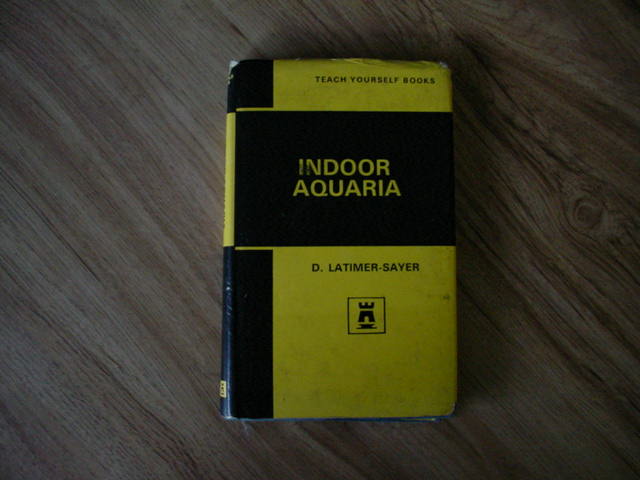 TEACH YOURSELF BOOKS
INDOOR
AQUARIA
D. LATIMER-SAYER